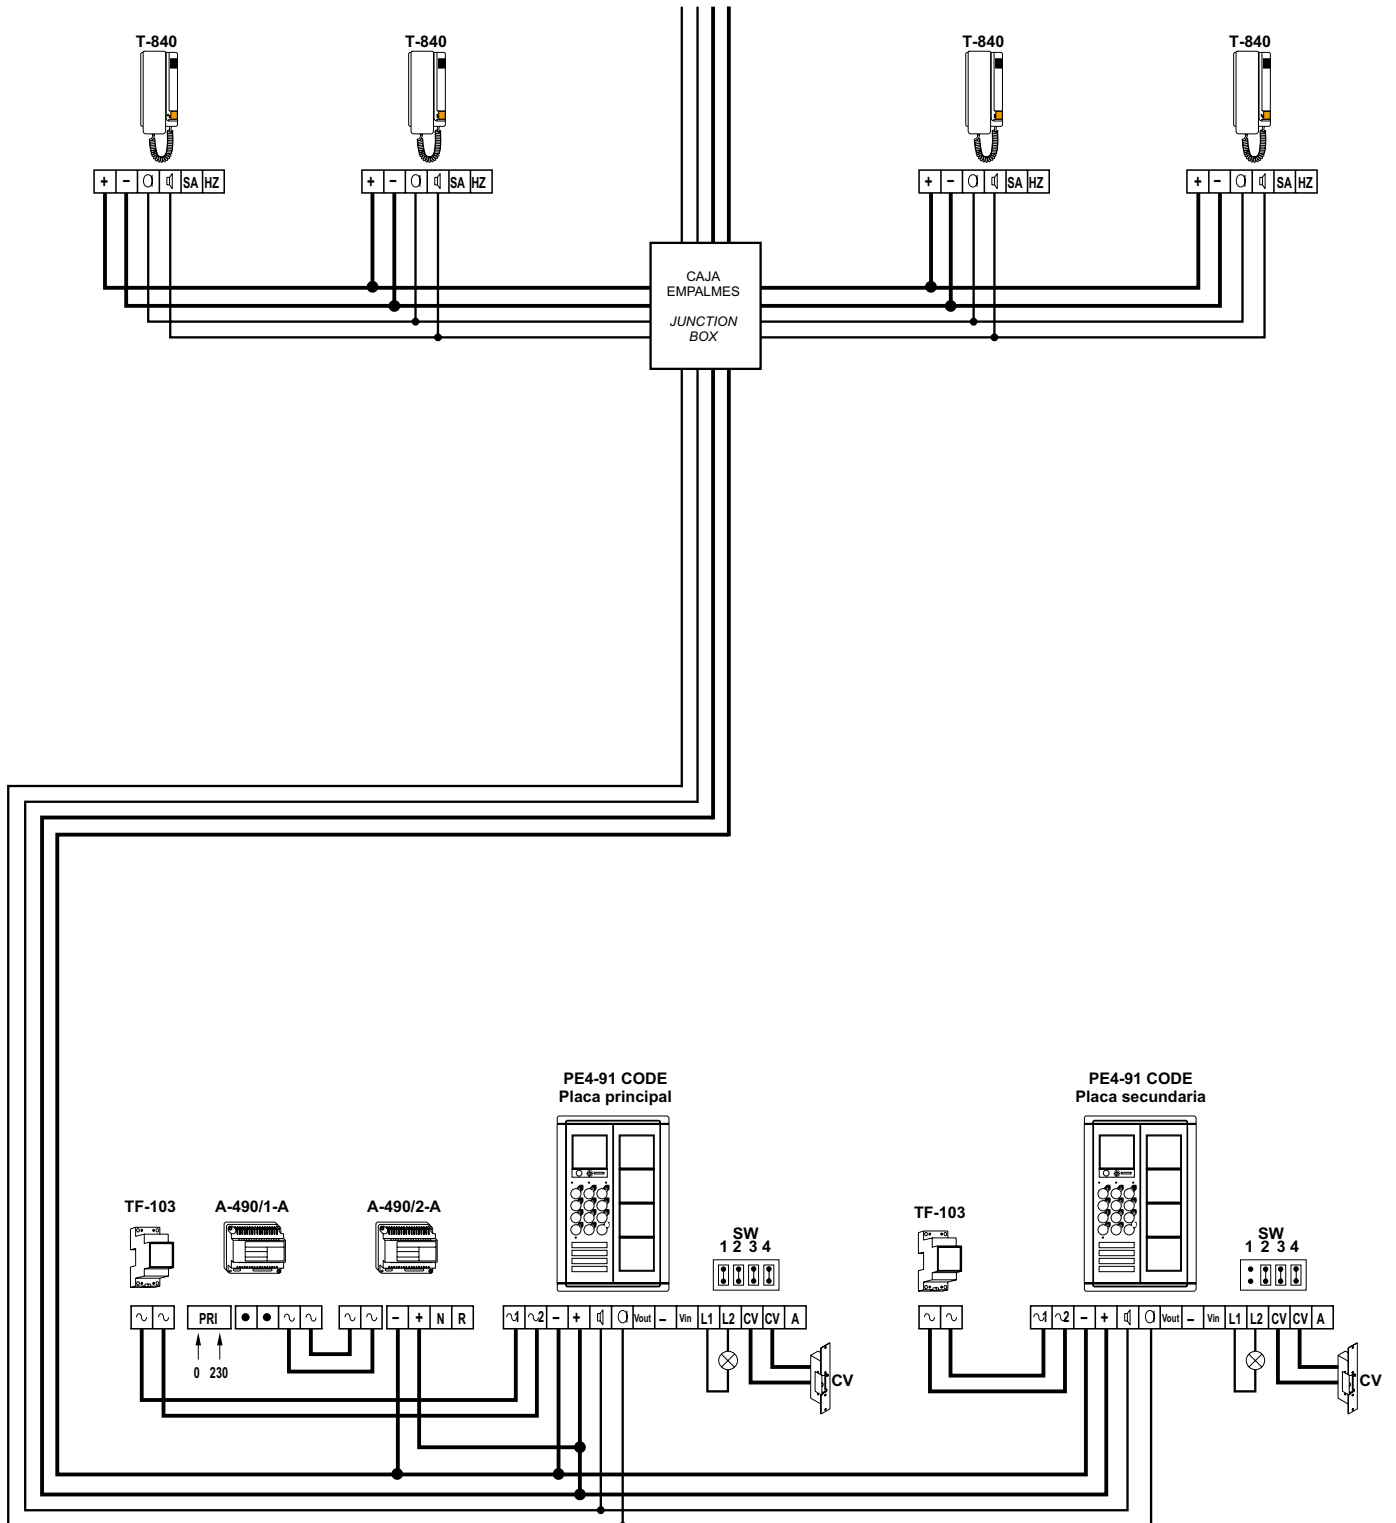 T-840 T-840 T-840 T-840
+ − SA HZ + − SA HZ + − SA HZ + − SA HZ
CAJA
EMPALMES
JUNCTION
BOX
PE4-91 CODE
Placa principal
PE4-91 CODE
Placa secundaria
TF-103 A-490/1-A A-490/2-A TF-103
SW
1 2 3 4
SW
1 2 3 4
∿ ∿ PRI ● ● ∿ ∿ ∿ ∿ − + N R ∿1 ∿2 − + Vout − Vin L1 L2 CV CV A ∿ ∿ ∿1 ∿2 − + Vout − Vin L1 L2 CV CV A
0 230
CV CV